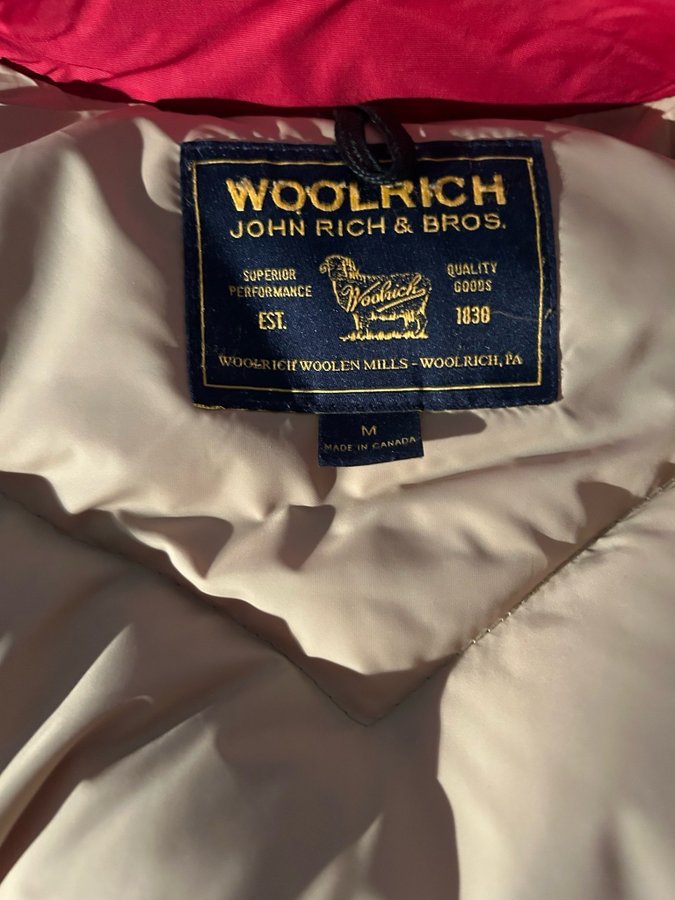 WOOLRICH
JOHN RICH & BROS.
SUPERIOR PERFORMANCE
QUALITY GOODS
Woolrich
EST. 1830
WOOLRICH WOOLEN MILLS - WOOLRICH, PA
M
MADE IN CANADA